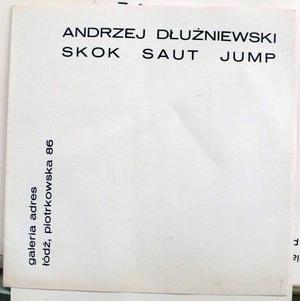 ANDRZEJ DŁUŻNIEWSKI
SKOK SAUT JUMP
galeria adres
łódź, piotrkowska 86